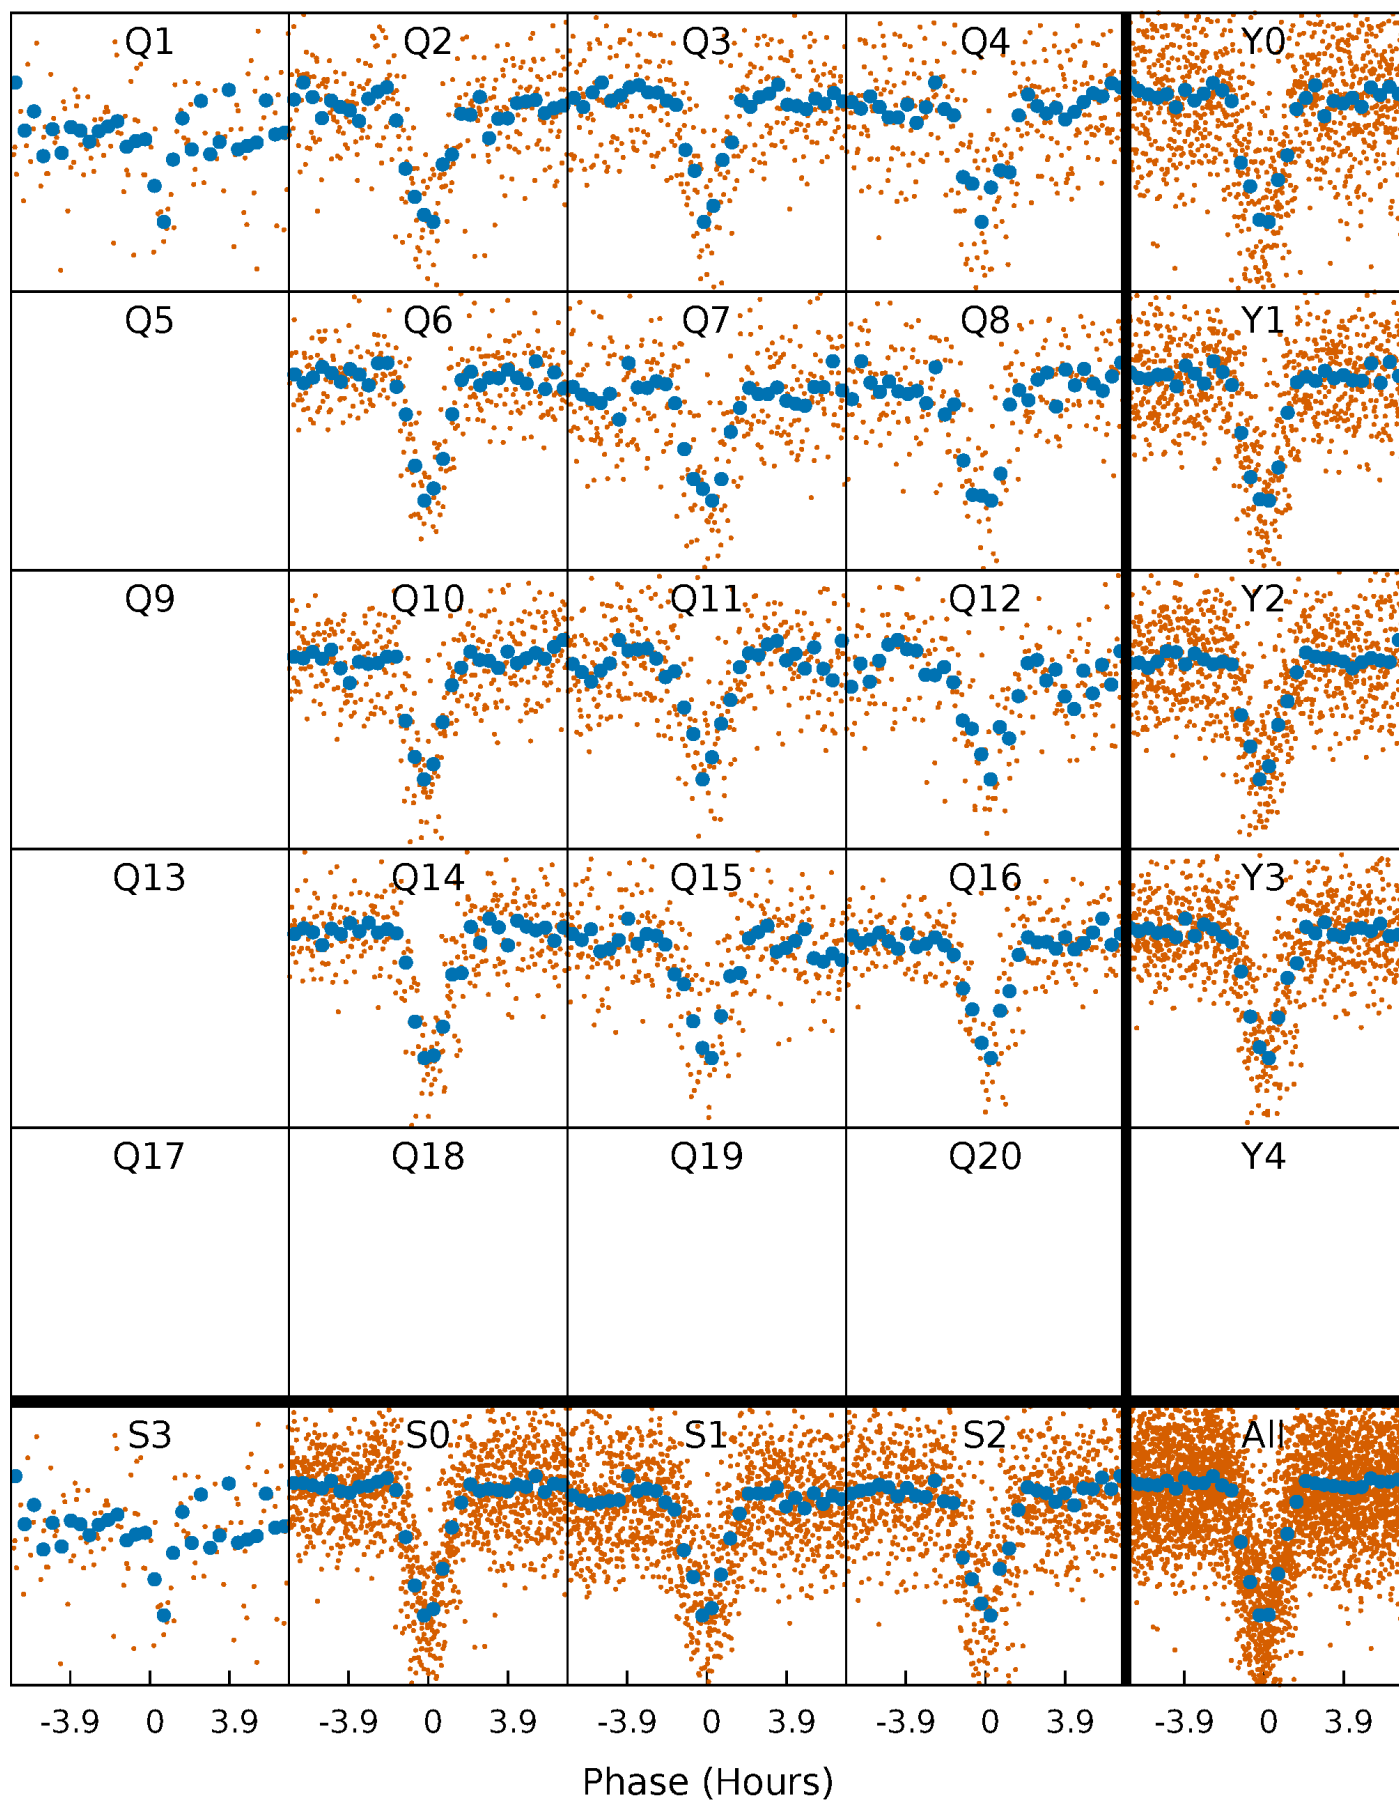 Q1 Q2 Q3 Q4 Y0
Q5 Q6 Q7 Q8 Y1
Q9 Q10 Q11 Q12 Y2
Q13 Q14 Q15 Q16 Y3
Q17 Q18 Q19 Q20 Y4
S3 S0 S1 S2 All
-3.9 0 3.9 -3.9 0 3.9 -3.9 0 3.9 -3.9 0 3.9 -3.9 0 3.9
Phase (Hours)